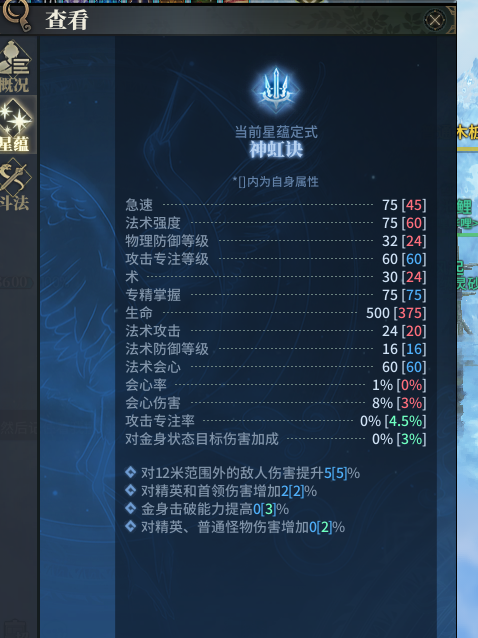 查看
概况
星蕴
斗法
当前星蕴定式
神虹诀
*[]内为自身属性
急速 75 [45]
法术强度 75 [60]
物理防御等级 32 [24]
攻击专注等级 60 [60]
术 30 [24]
专精掌握 75 [75]
生命 500 [375]
法术攻击 24 [20]
法术防御等级 16 [16]
法术会心 60 [60]
会心率 1% [0%]
会心伤害 8% [3%]
攻击专注率 0% [4.5%]
对金身状态目标伤害加成 0% [3%]
对12米范围外的敌人伤害提升5[5]%
对精英和首领伤害增加2[2]%
金身击破能力提高0[3]%
对精英、普通怪物伤害增加0[2]%